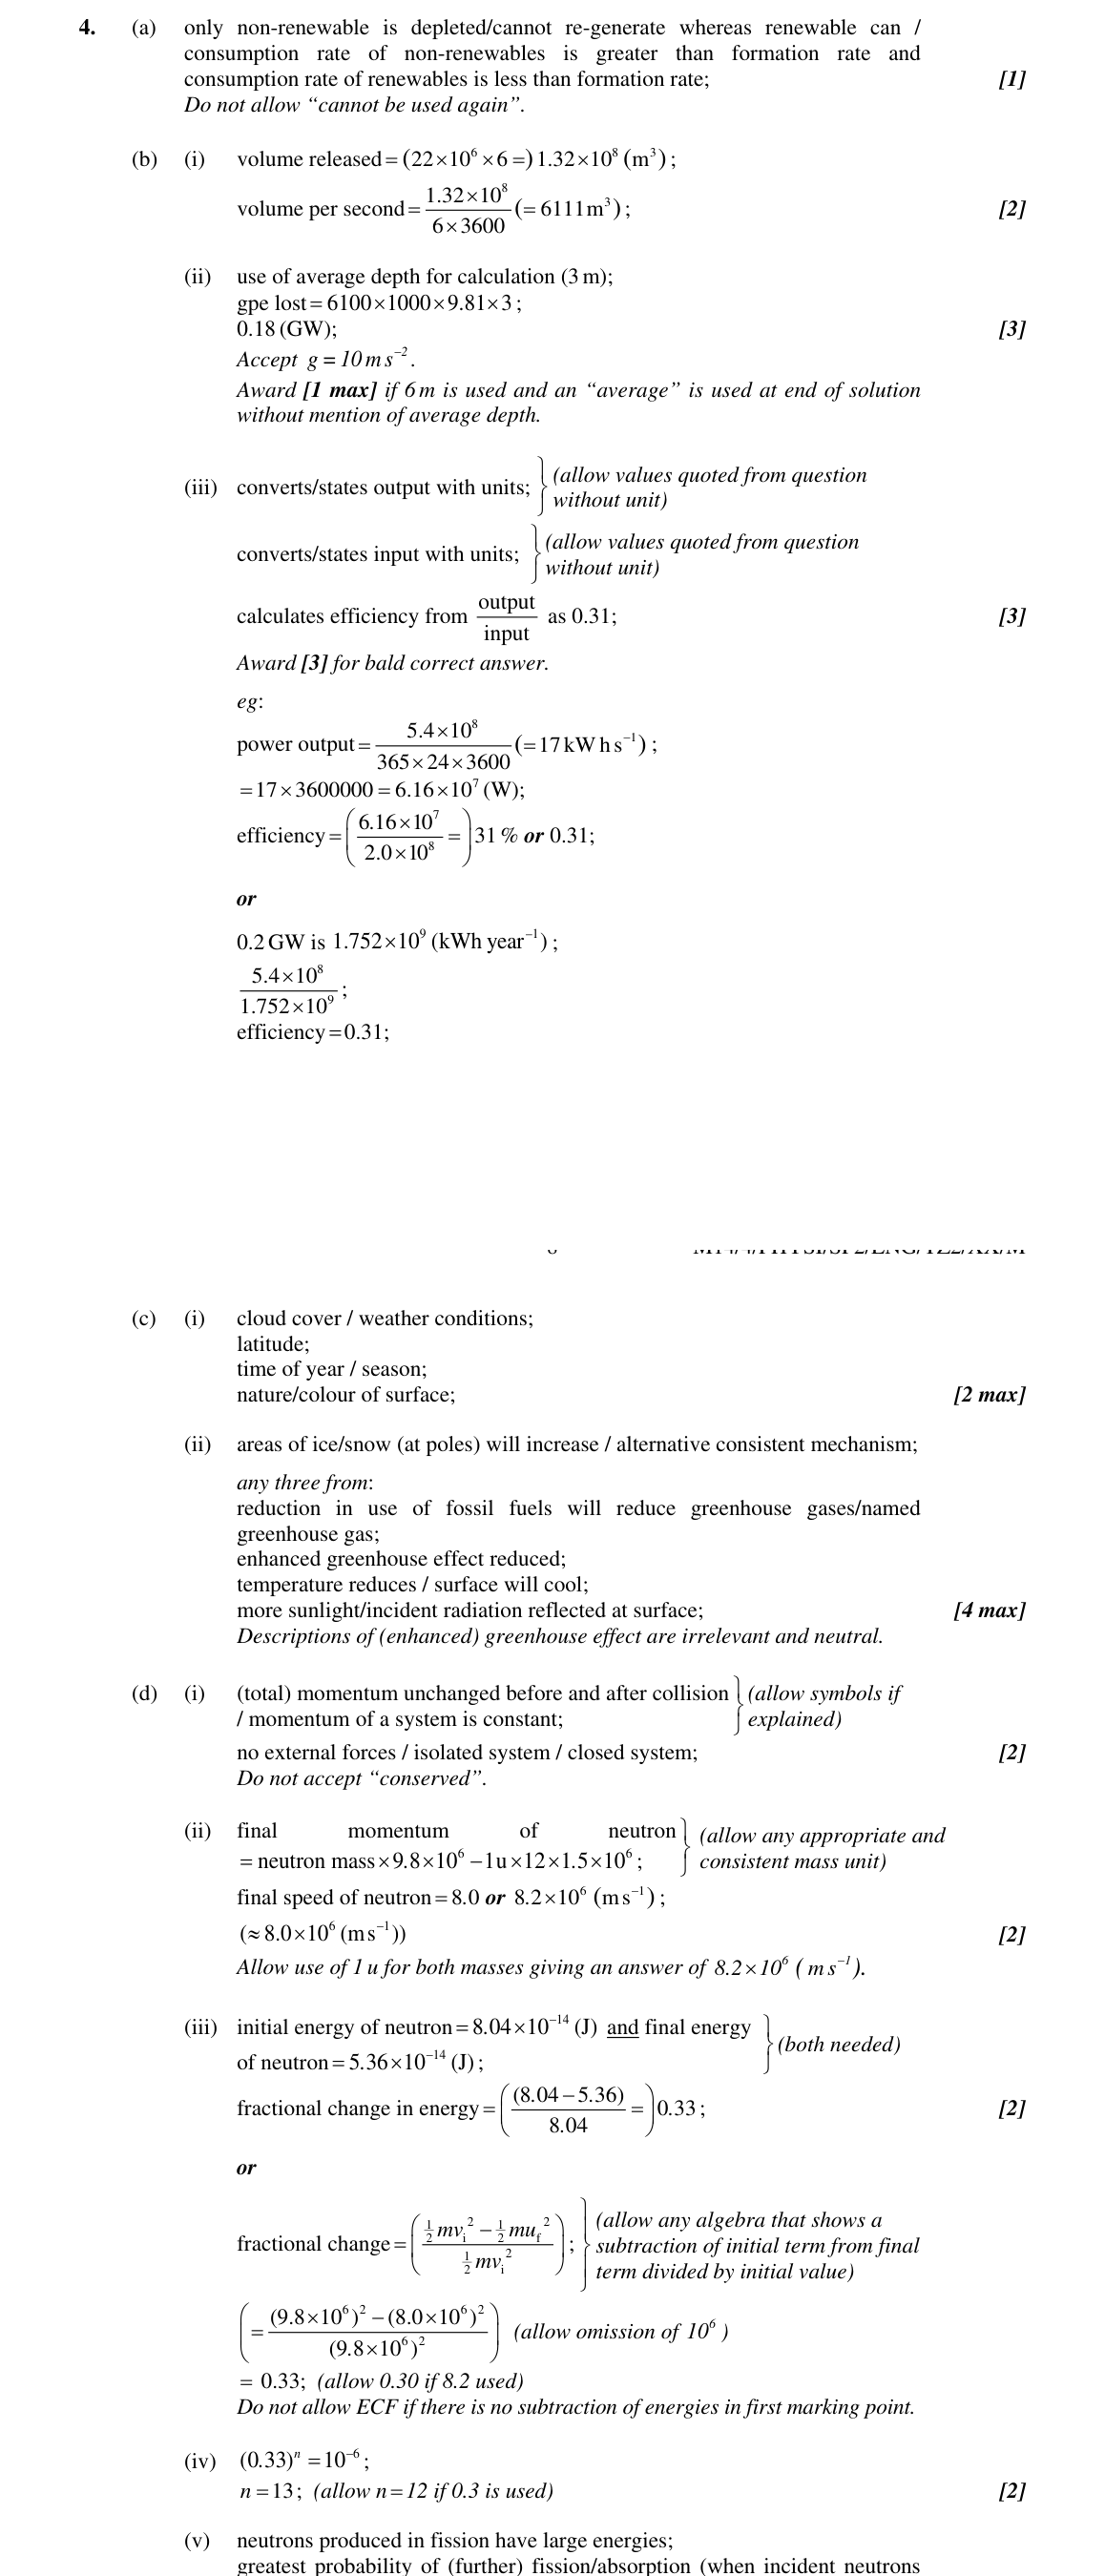 4. (a) only non-renewable is depleted/cannot re-generate whereas renewable can /
consumption rate of non-renewables is greater than formation rate and
consumption rate of renewables is less than formation rate; [1]
Do not allow “cannot be used again”.
(b) (i) volume released = (22×10⁶ ×6 =) 1.32×10⁸ (m³) ;
volume per second = 1.32×10⁸ / 6×3600 (= 6111 m³) ; [2]
(ii) use of average depth for calculation (3 m);
gpe lost = 6100×1000×9.81×3 ;
0.18 (GW); [3]
Accept g = 10 m s⁻² .
Award [1 max] if 6 m is used and an “average” is used at end of solution
without mention of average depth.
(iii) converts/states output with units; } (allow values quoted from question
without unit)
converts/states input with units; } (allow values quoted from question
without unit)
calculates efficiency from output / input as 0.31; [3]
Award [3] for bald correct answer.
eg:
power output = 5.4×10⁸ / 365×24×3600 (= 17 kW h s⁻¹) ;
= 17×3600000 = 6.16×10⁷ (W);
efficiency = ( 6.16×10⁷ / 2.0×10⁸ = ) 31 % or 0.31;
or
0.2 GW is 1.752×10⁹ (kWh year⁻¹) ;
5.4×10⁸ / 1.752×10⁹ ;
efficiency = 0.31;
(c) (i) cloud cover / weather conditions;
latitude;
time of year / season;
nature/colour of surface; [2 max]
(ii) areas of ice/snow (at poles) will increase / alternative consistent mechanism;
any three from:
reduction in use of fossil fuels will reduce greenhouse gases/named
greenhouse gas;
enhanced greenhouse effect reduced;
temperature reduces / surface will cool;
more sunlight/incident radiation reflected at surface; [4 max]
Descriptions of (enhanced) greenhouse effect are irrelevant and neutral.
(d) (i) (total) momentum unchanged before and after collision } (allow symbols if
/ momentum of a system is constant; explained)
no external forces / isolated system / closed system; [2]
Do not accept “conserved”.
(ii) final momentum of neutron } (allow any appropriate and
= neutron mass × 9.8×10⁶ − 1u × 12 × 1.5×10⁶ ; consistent mass unit)
final speed of neutron = 8.0 or 8.2×10⁶ (m s⁻¹) ;
(≈ 8.0×10⁶ (m s⁻¹)) [2]
Allow use of 1 u for both masses giving an answer of 8.2×10⁶ ( m s⁻¹).
(iii) initial energy of neutron = 8.04×10⁻¹⁴ (J) and final energy } (both needed)
of neutron = 5.36×10⁻¹⁴ (J) ;
fractional change in energy = ( (8.04 − 5.36) / 8.04 = ) 0.33 ; [2]
or
fractional change = ( ½mvᵢ² − ½mu_f² / ½mvᵢ² ) ; } (allow any algebra that shows a
subtraction of initial term from final
term divided by initial value)
( = (9.8×10⁶)² − (8.0×10⁶)² / (9.8×10⁶)² ) (allow omission of 10⁶ )
= 0.33; (allow 0.30 if 8.2 used)
Do not allow ECF if there is no subtraction of energies in first marking point.
(iv) (0.33)ⁿ = 10⁻⁶ ;
n = 13 ; (allow n = 12 if 0.3 is used) [2]
(v) neutrons produced in fission have large energies;
greatest probability of (further) fission/absorption (when incident neutrons